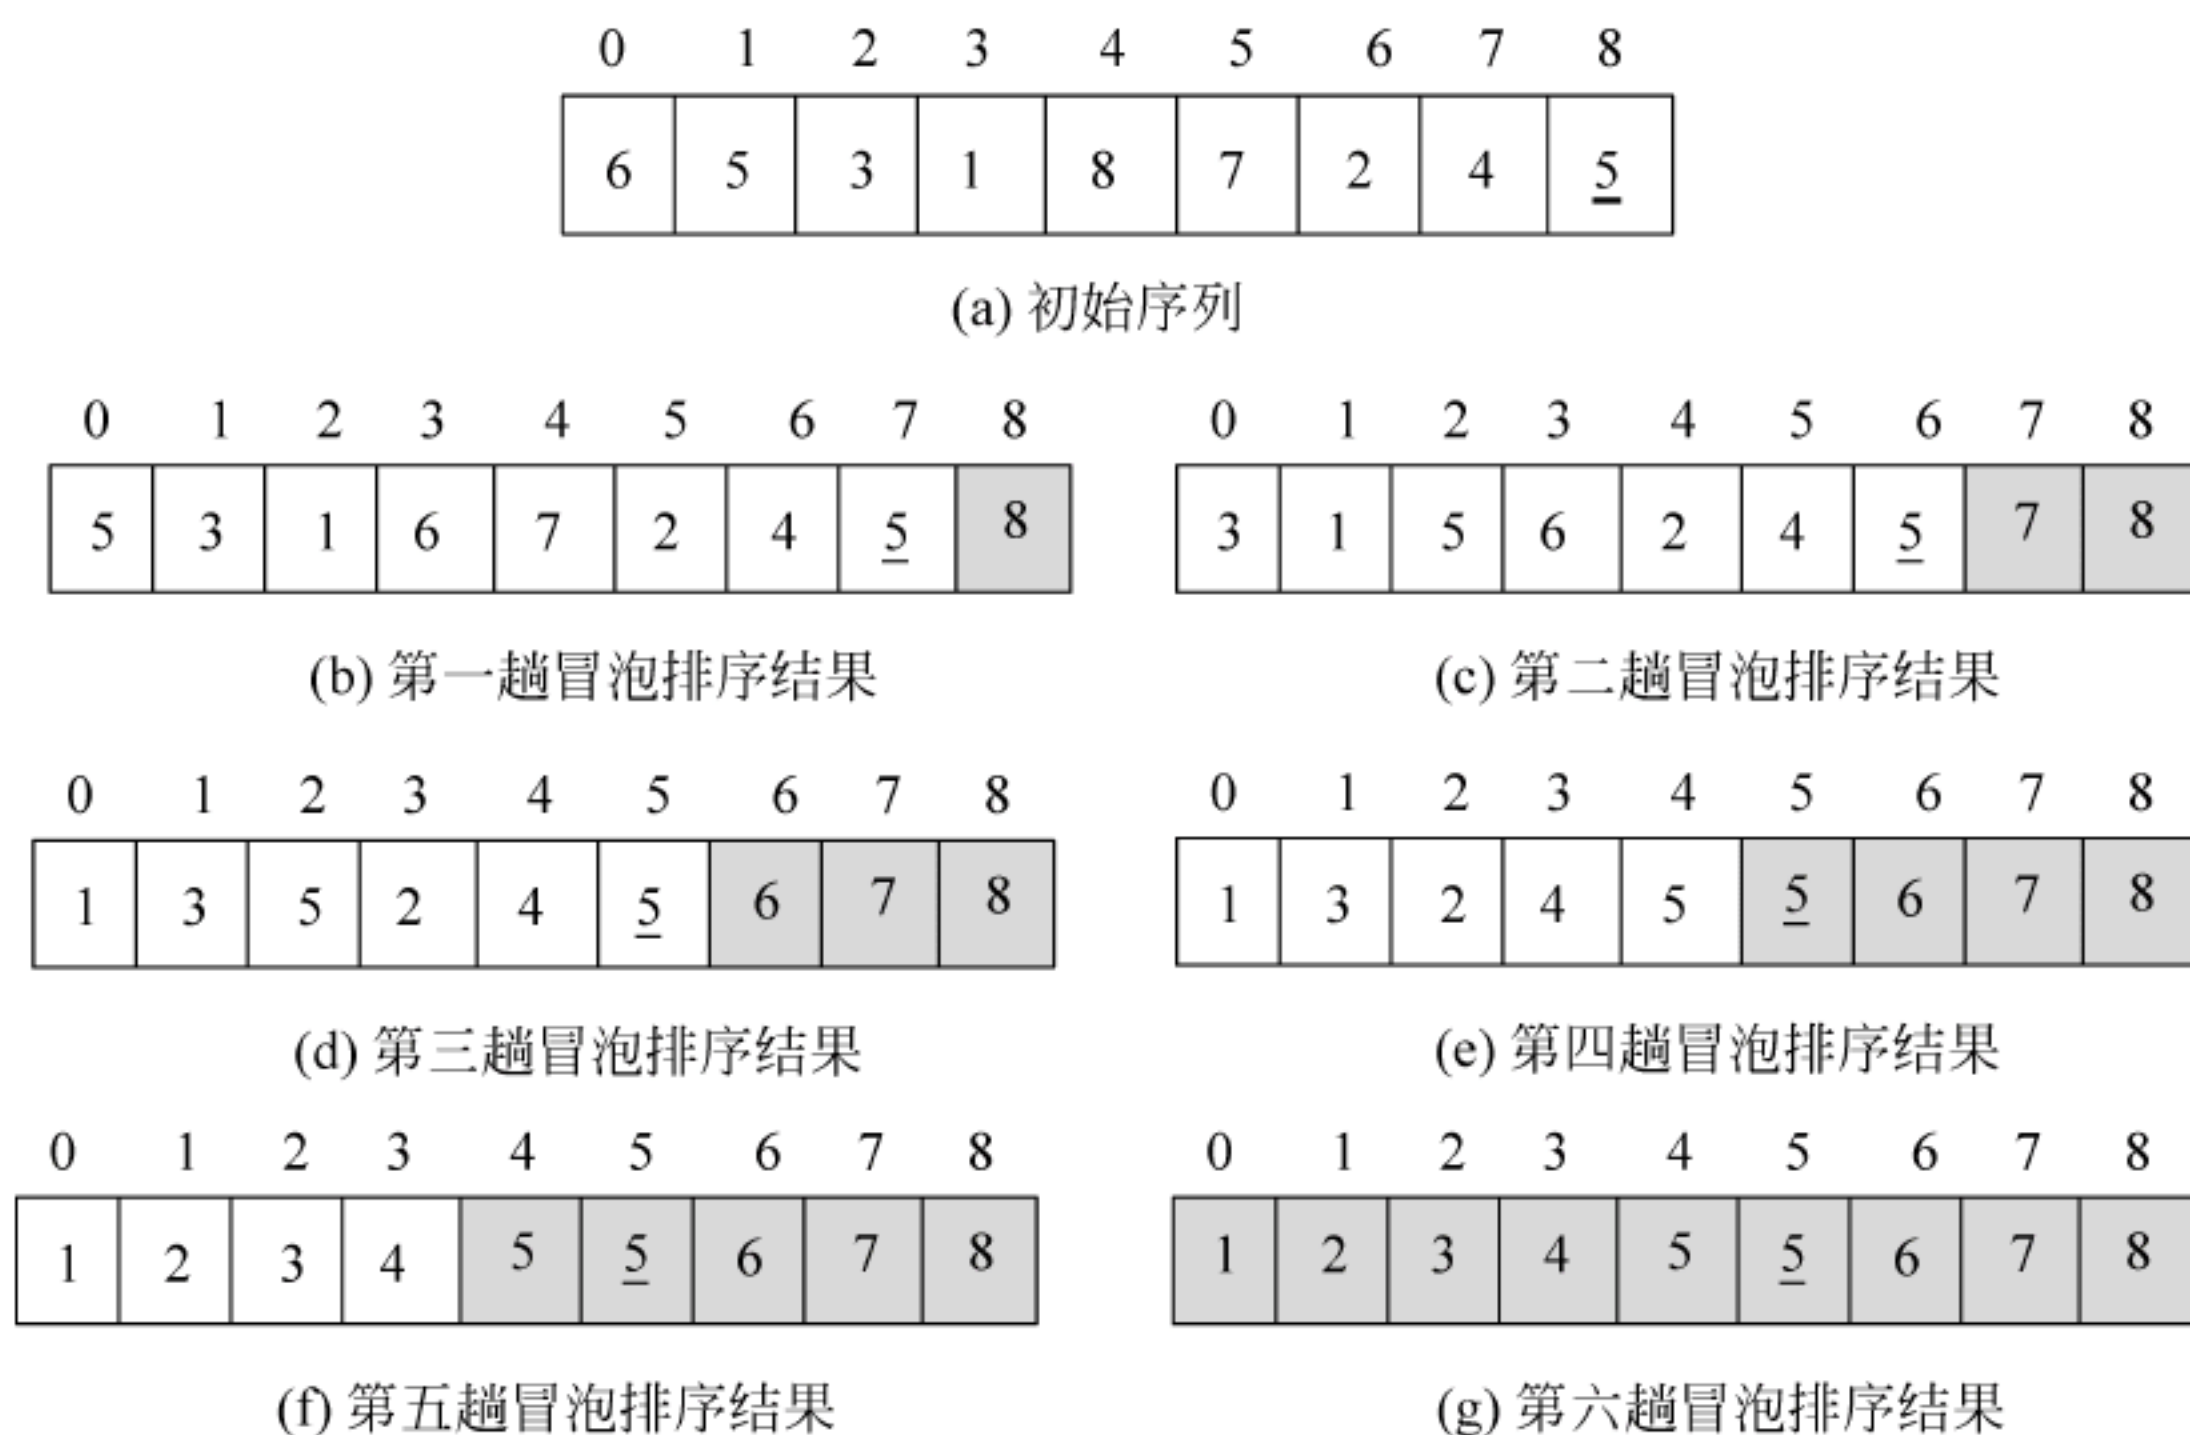 0 1 2 3 4 5 6 7 8
6 5 3 1 8 7 2 4 5
(a) 初始序列
0 1 2 3 4 5 6 7 8
5 3 1 6 7 2 4 5 8
(b) 第一趟冒泡排序结果
0 1 2 3 4 5 6 7 8
3 1 5 6 2 4 5 7 8
(c) 第二趟冒泡排序结果
0 1 2 3 4 5 6 7 8
1 3 5 2 4 5 6 7 8
(d) 第三趟冒泡排序结果
0 1 2 3 4 5 6 7 8
1 3 2 4 5 5 6 7 8
(e) 第四趟冒泡排序结果
0 1 2 3 4 5 6 7 8
1 2 3 4 5 5 6 7 8
(f) 第五趟冒泡排序结果
0 1 2 3 4 5 6 7 8
1 2 3 4 5 5 6 7 8
(g) 第六趟冒泡排序结果